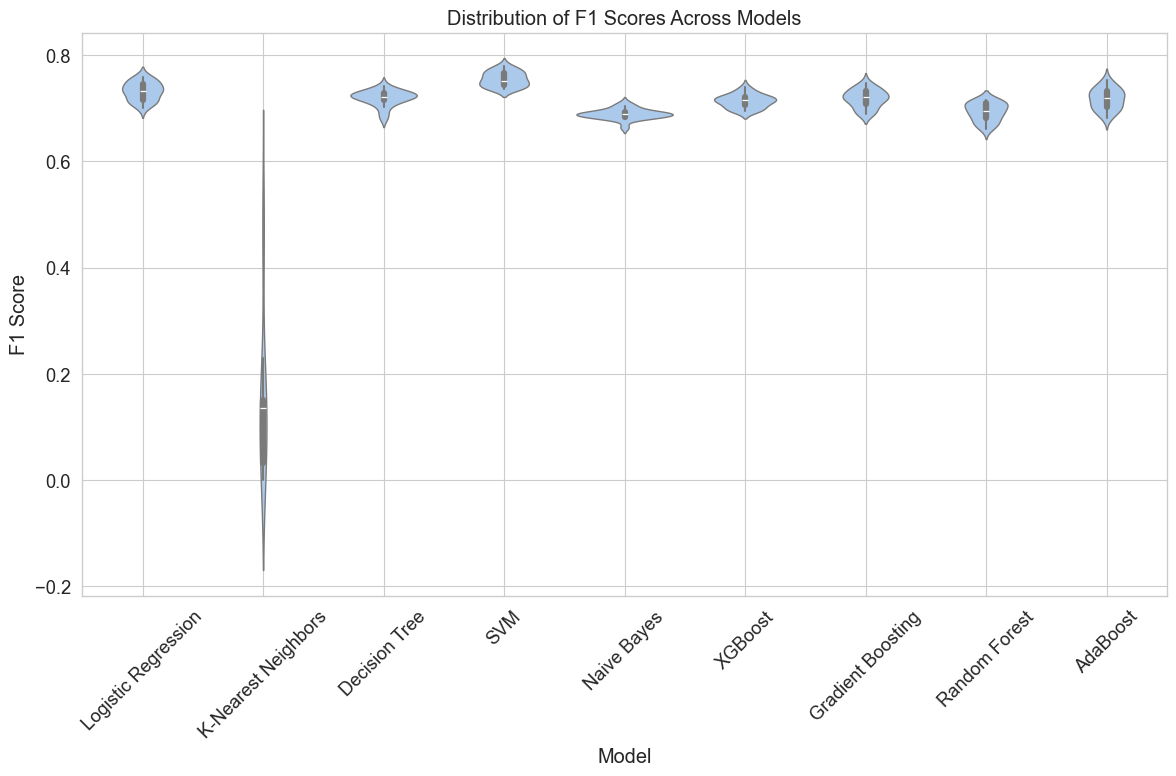 Distribution of F1 Scores Across Models
F1 Score
0.8
0.6
0.4
0.2
0.0
−0.2
Logistic Regression
K-Nearest Neighbors
Decision Tree
SVM
Naive Bayes
XGBoost
Gradient Boosting
Random Forest
AdaBoost
Model